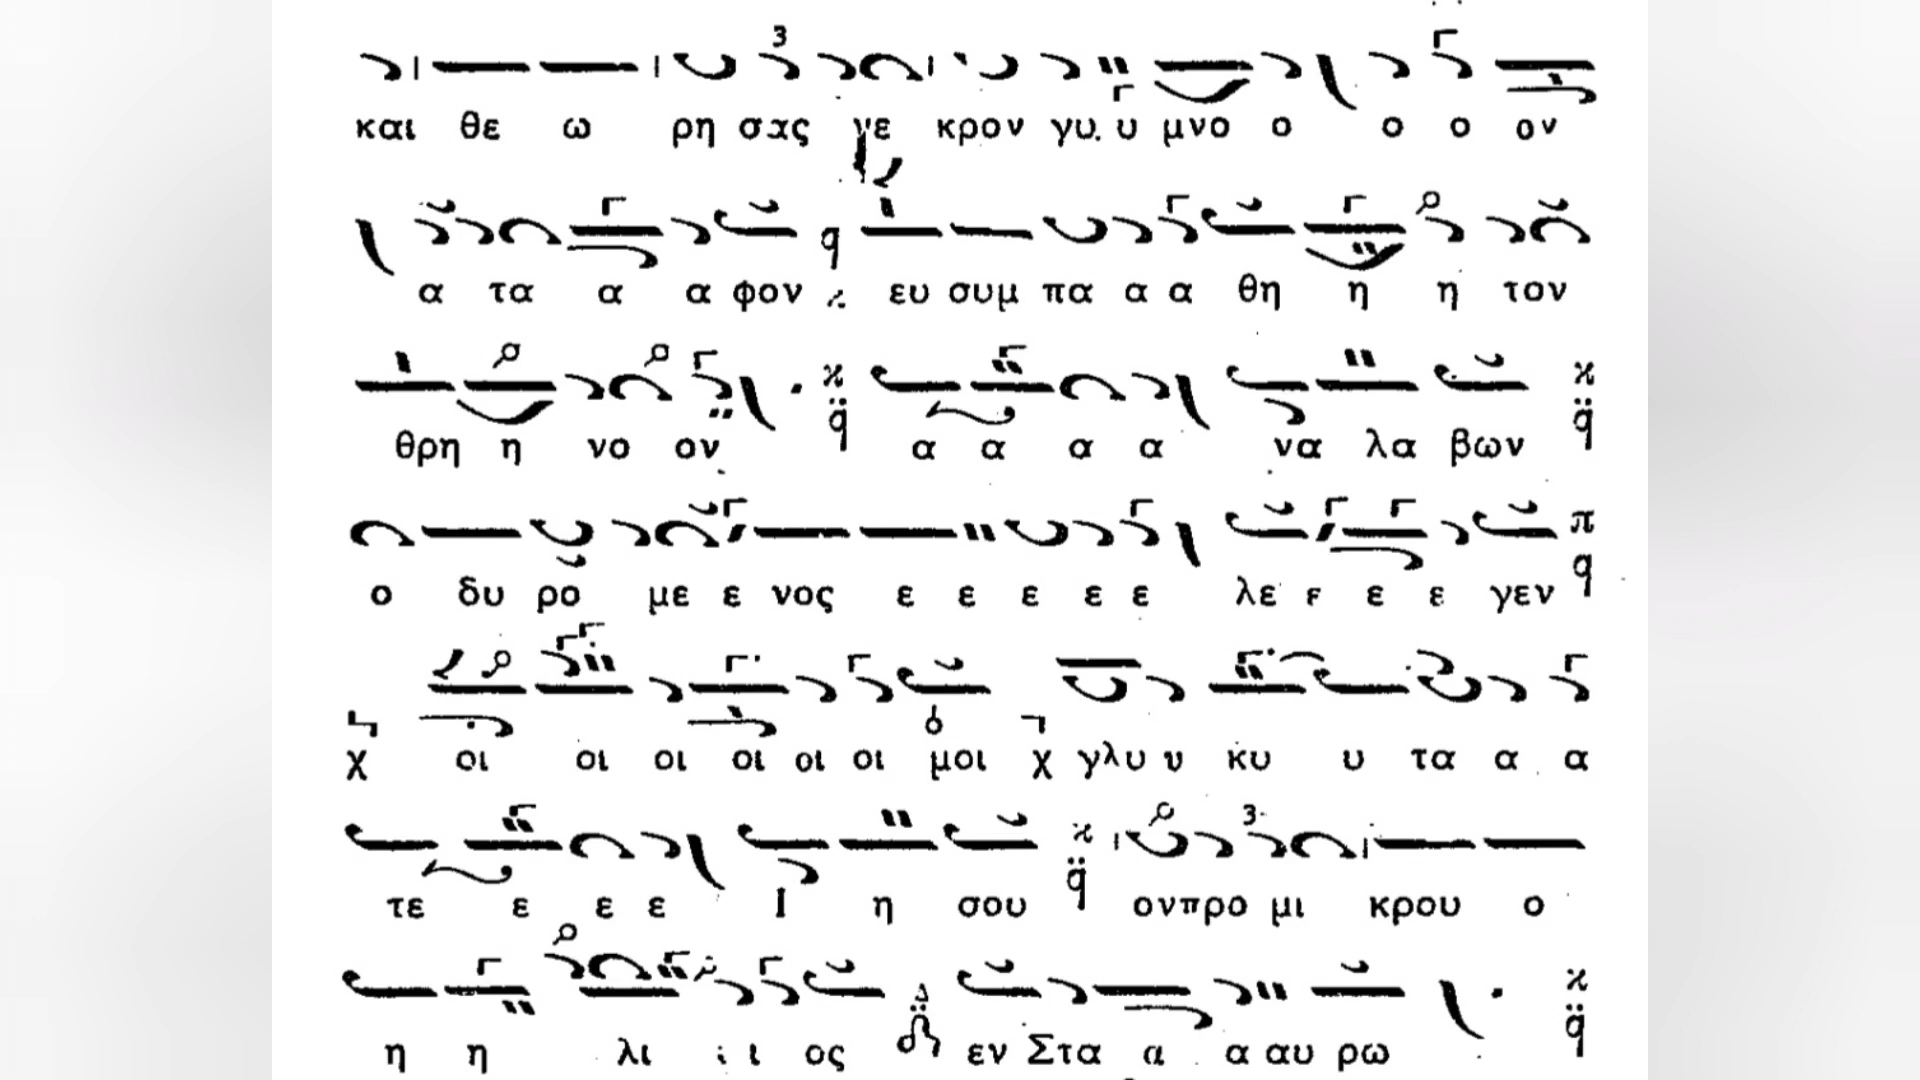 και θε ω ρη σας νε κρον γυ υ μνο ο ο ο ον
α τα α α φον ευ συμ πα α α θη η η τον
θρη η νο ον α α α α να λα βων
ο δυ ρο με ε νος ε ε ε ε ε λε ε ε ε γεν
χ οι οι οι οι οι οι μοι χ γλυ υ κυ υ τα α α
τε ε ε ε Ι η σου ονπρο μι κρου ο
η η λι ι ι ος εν Στα α α αυ ρω